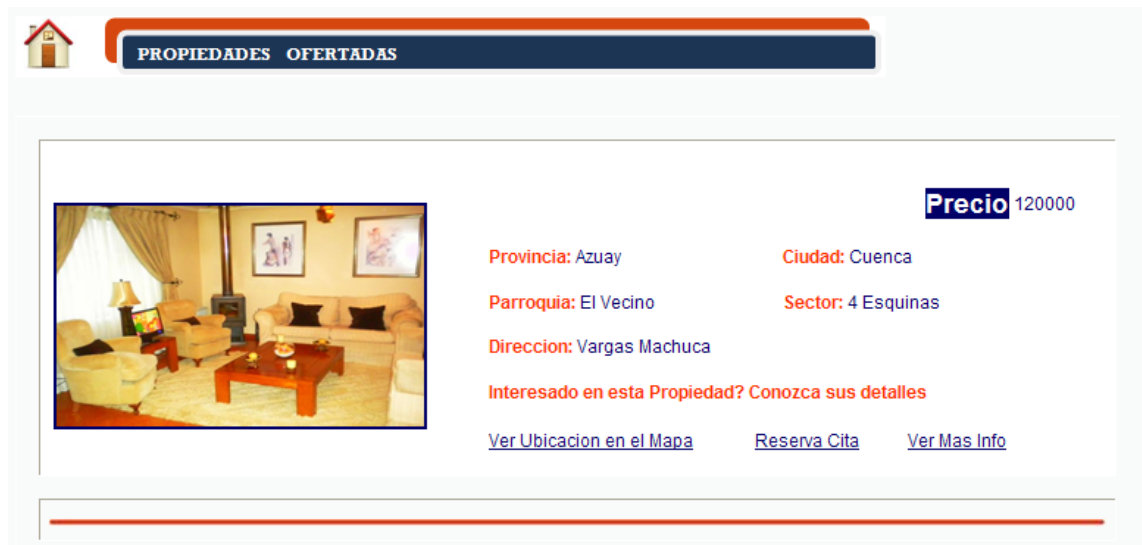 PROPIEDADES OFERTADAS
Precio 120000
Provincia: Azuay Ciudad: Cuenca
Parroquia: El Vecino Sector: 4 Esquinas
Direccion: Vargas Machuca
Interesado en esta Propiedad? Conozca sus detalles
Ver Ubicacion en el Mapa Reserva Cita Ver Mas Info